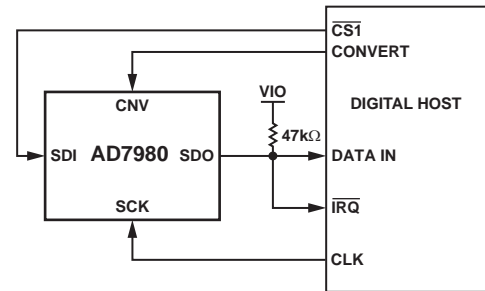 CS1
CONVERT
CNV
VIO
DIGITAL HOST
47kΩ
SDI AD7980 SDO
DATA IN
SCK
IRQ
CLK